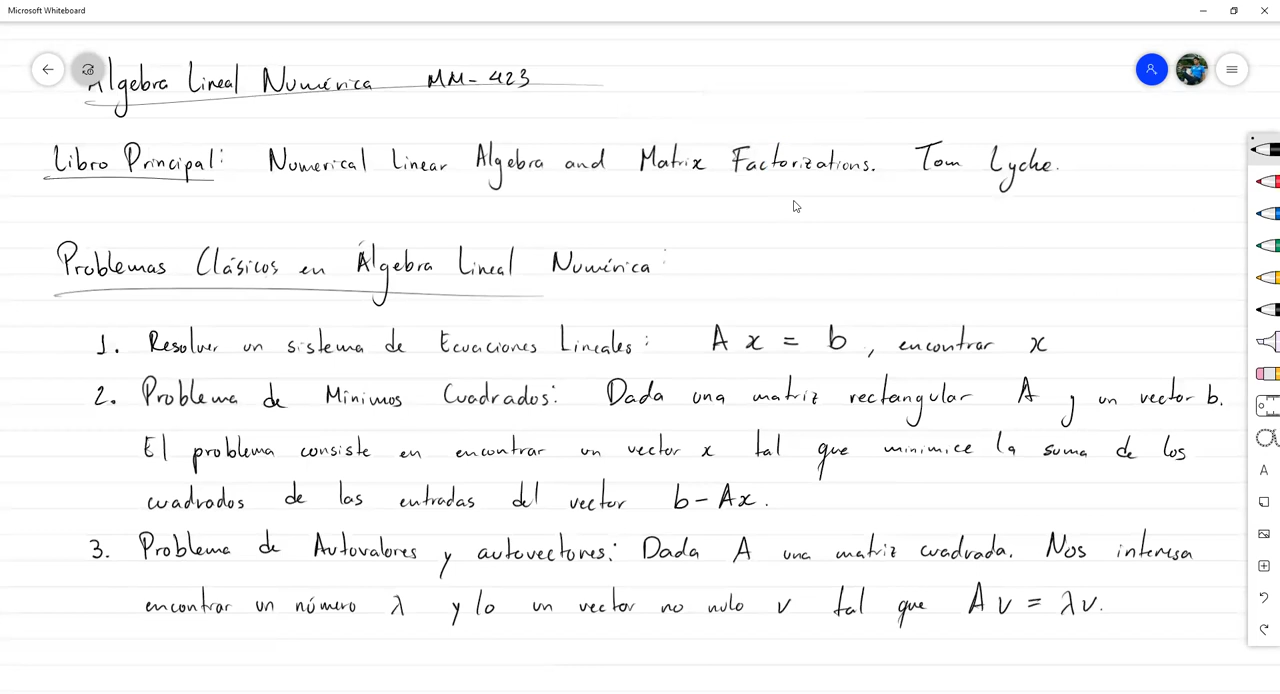 Microsoft Whiteboard
Álgebra Lineal Numérica MM-423
Libro Principal: Numerical Linear Algebra and Matrix Factorizations. Tom Lyche.
Problemas Clásicos en Álgebra Lineal Numérica:
1. Resolver un sistema de Ecuaciones Lineales: Ax = b, encontrar x
2. Problema de Mínimos Cuadrados: Dada una matriz rectangular A y un vector b.
El problema consiste en encontrar un vector x tal que minimice la suma de los
cuadrados de las entradas del vector b-Ax.
3. Problema de Autovalores y autovectores: Dada A una matriz cuadrada. Nos interesa
encontrar un número λ y/o un vector no nulo v tal que Av = λv.
A